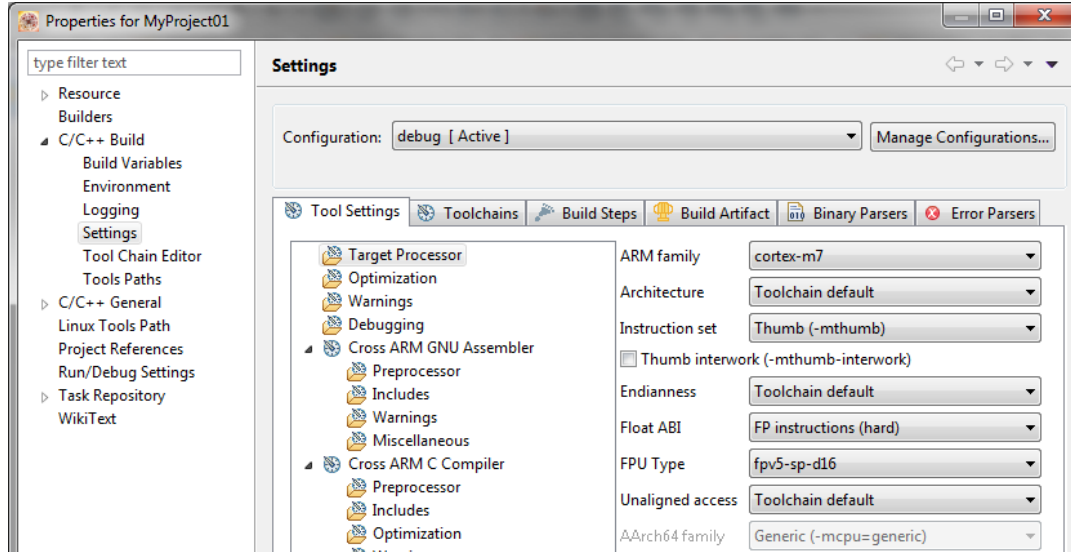 Properties for MyProject01
type filter text
Resource
Builders
C/C++ Build
Build Variables
Environment
Logging
Settings
Tool Chain Editor
Tools Paths
C/C++ General
Linux Tools Path
Project References
Run/Debug Settings
Task Repository
WikiText
Settings
Configuration: debug [ Active ] Manage Configurations...
Tool Settings Toolchains Build Steps Build Artifact Binary Parsers Error Parsers
Target Processor
Optimization
Warnings
Debugging
Cross ARM GNU Assembler
Preprocessor
Includes
Warnings
Miscellaneous
Cross ARM C Compiler
Preprocessor
Includes
Optimization
ARM family cortex-m7
Architecture Toolchain default
Instruction set Thumb (-mthumb)
Thumb interwork (-mthumb-interwork)
Endianness Toolchain default
Float ABI FP instructions (hard)
FPU Type fpv5-sp-d16
Unaligned access Toolchain default
AArch64 family Generic (-mcpu=generic)